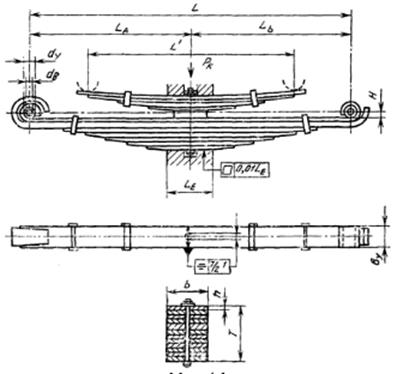 L
L_A L_b
d_y L'
d_B P_k
H
0,01L_E
L_E
b_y
T/2 1
b
n
T